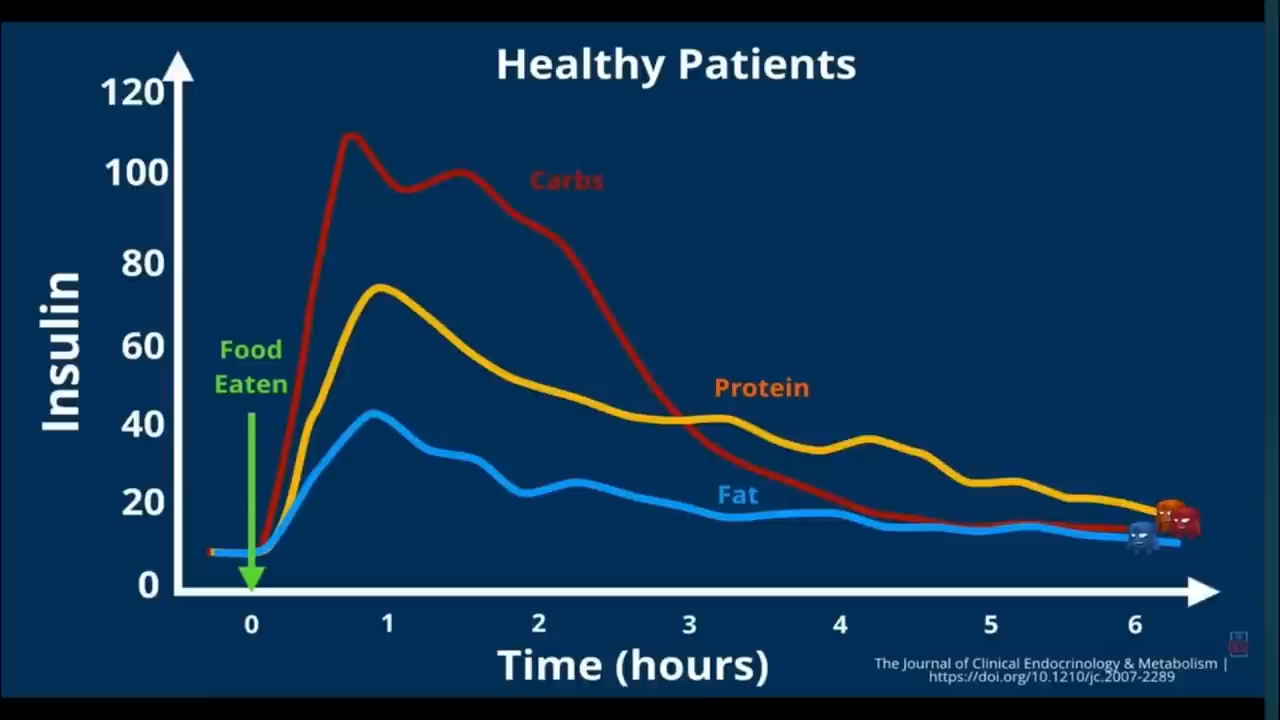 Healthy Patients
120
100
80
60
40
20
0
Insulin
Carbs
Food
Eaten
Protein
Fat
0 1 2 3 4 5 6
Time (hours)
The Journal of Clinical Endocrinology & Metabolism |
https://doi.org/10.1210/jc.2007-2289